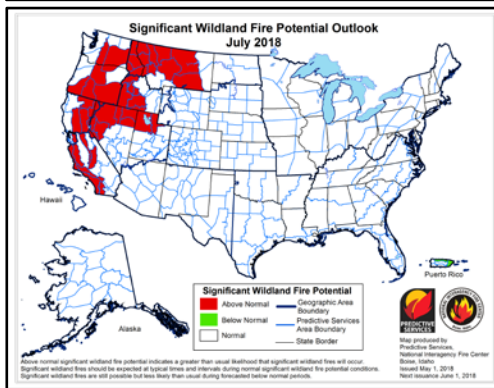 Significant Wildland Fire Potential Outlook
July 2018
Hawaii
Puerto Rico
Alaska
Significant Wildland Fire Potential
Above Normal
Below Normal
Normal
Geographic Area
Boundary
Predictive Services
Area Boundary
State Border
PREDICTIVE
SERVICES
Map produced by
Predictive Services,
National Interagency Fire Center
Boise, Idaho
Issued May 1, 2018
Next issuance June 1, 2018
Above normal significant wildland fire potential indicates a greater than usual likelihood that significant wildland fires will occur.
Significant wildland fires should be expected at typical times and intervals during normal significant wildland fire potential conditions.
Significant wildland fires are still possible but less likely than usual during forecasted below normal periods.